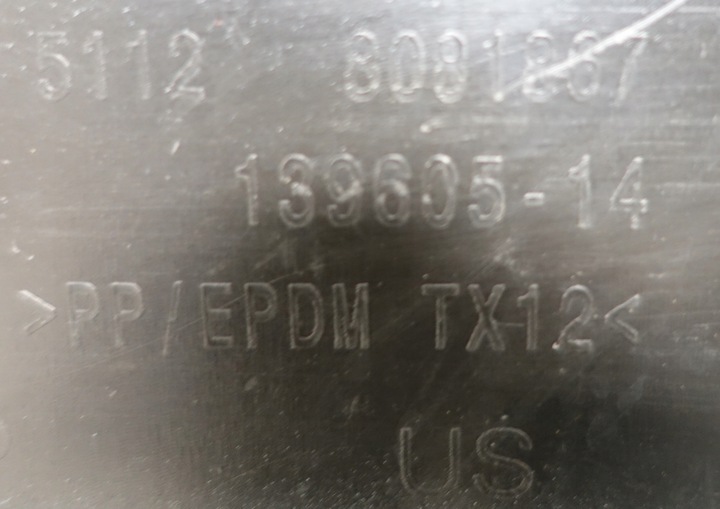 5112 8081867
139605-14
>PP/EPDM TX12<
US